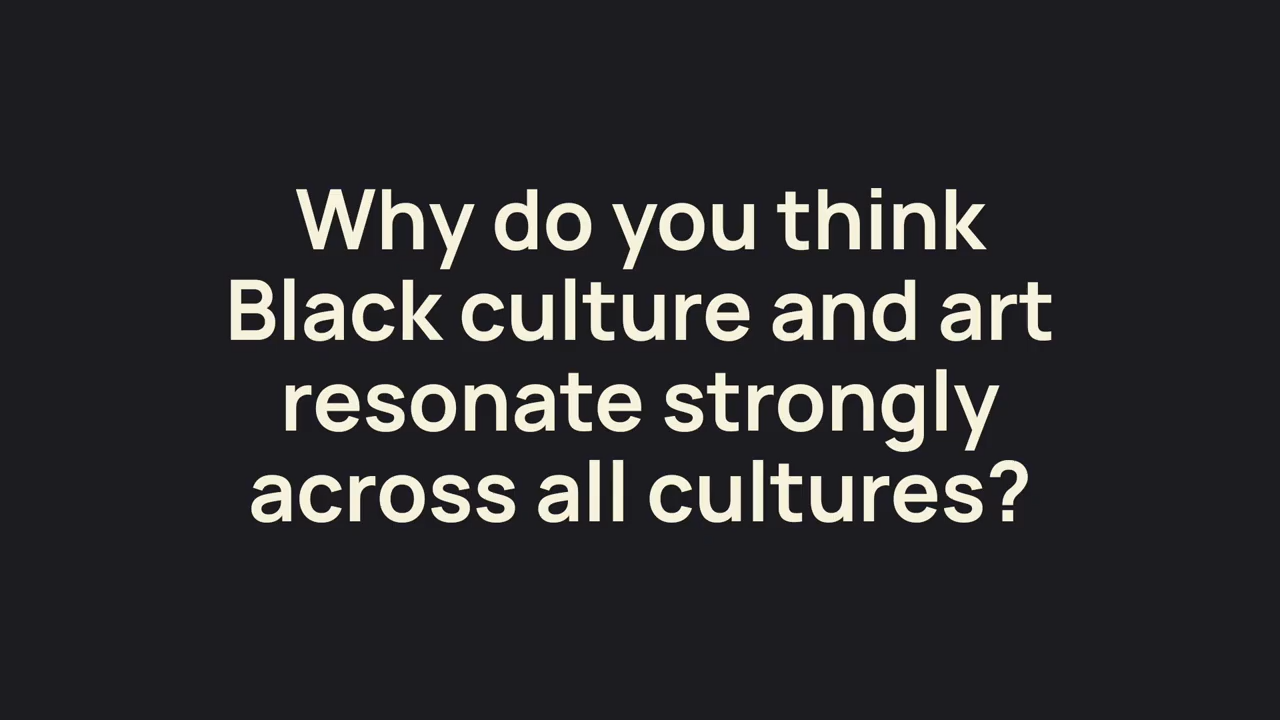 Why do you think
Black culture and art
resonate strongly
across all cultures?